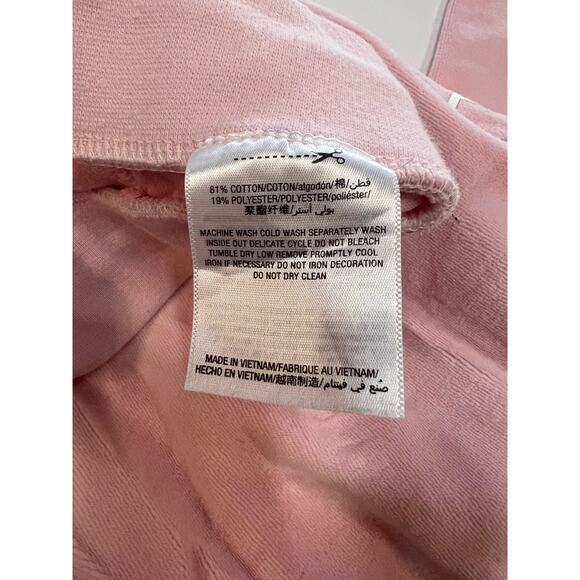 81% COTTON/COTON/algodón/棉/قطن
19% POLYESTER/POLYESTER/poliéster/
聚酯纤维/بولي أستر/
MACHINE WASH COLD WASH SEPARATELY WASH
INSIDE OUT DELICATE CYCLE DO NOT BLEACH
TUMBLE DRY LOW REMOVE PROMPTLY COOL
IRON IF NECESSARY DO NOT IRON DECORATION
DO NOT DRY CLEAN
MADE IN VIETNAM/FABRIQUE AU VIETNAM/
HECHO EN VIETNAM/越南制造/صُنع في فيتنام